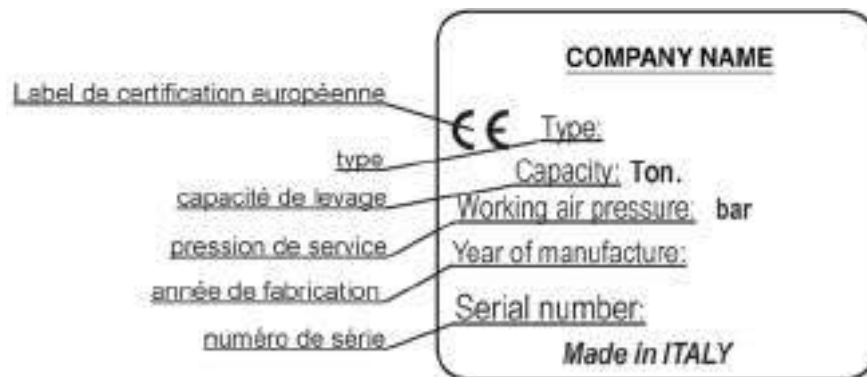 COMPANY NAME
Label de certification européenne
CE Type:
type
Capacity: Ton.
capacité de levage
Working air pressure: bar
pression de service
Year of manufacture:
année de fabrication
Serial number:
numéro de série
Made in ITALY